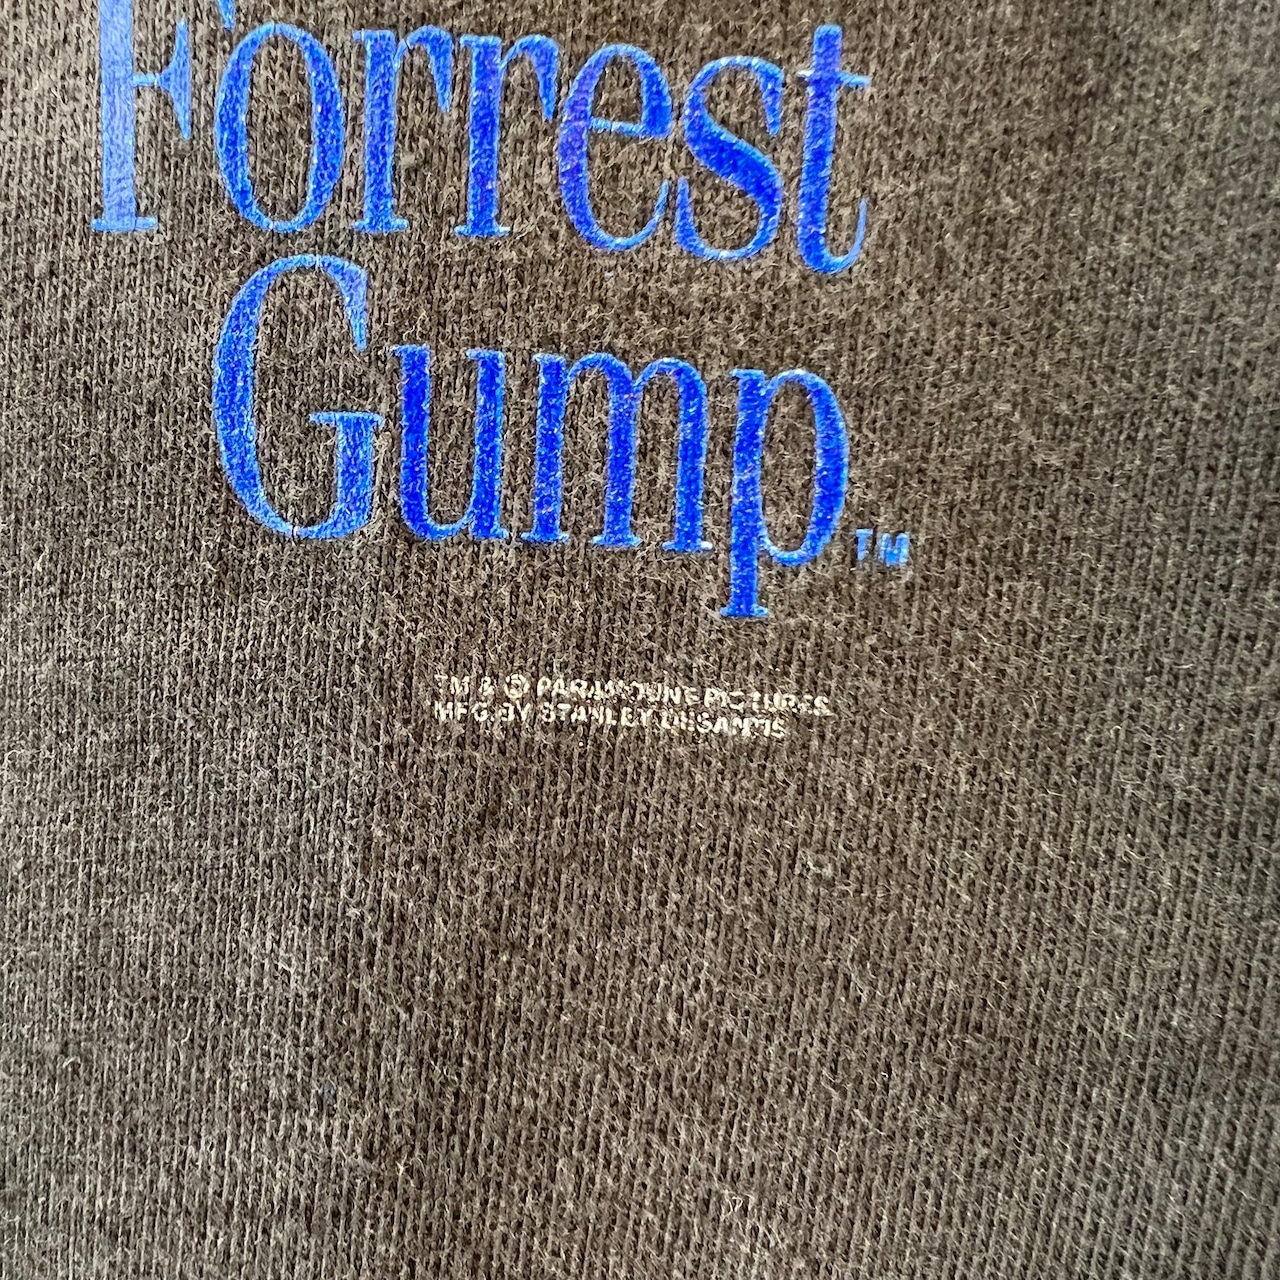 Forrest
Gump™
TM & © PARAMOUNT PICTURES
MFG. BY STANLEY DESANTIS